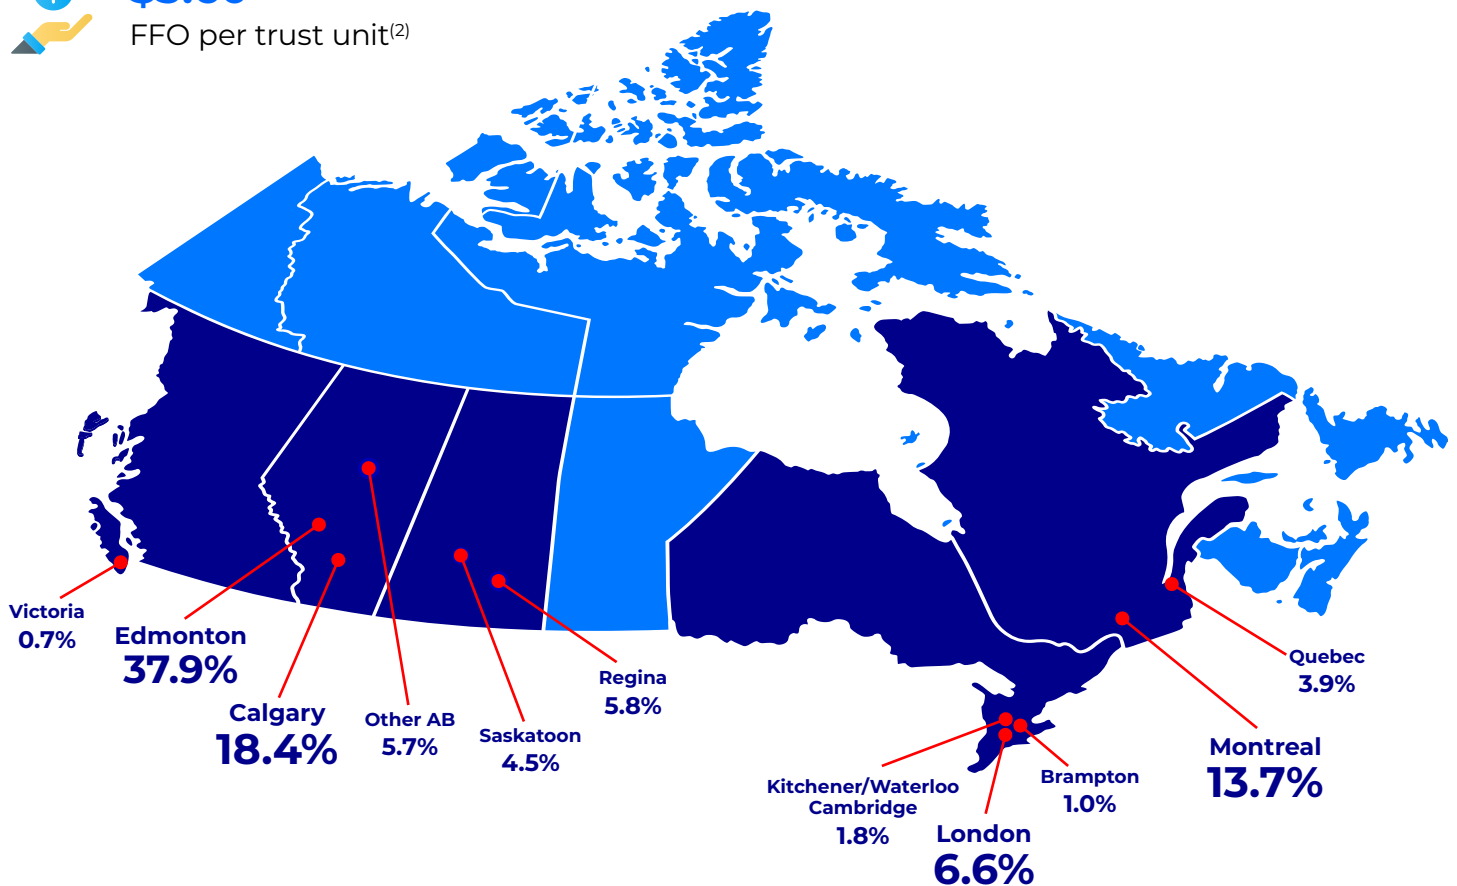 FFO per trust unit(2)
Victoria
0.7%
Edmonton
37.9%
Calgary
18.4%
Other AB
5.7%
Saskatoon
4.5%
Regina
5.8%
Kitchener/Waterloo
Cambridge
1.8%
London
6.6%
Brampton
1.0%
Montreal
13.7%
Quebec
3.9%